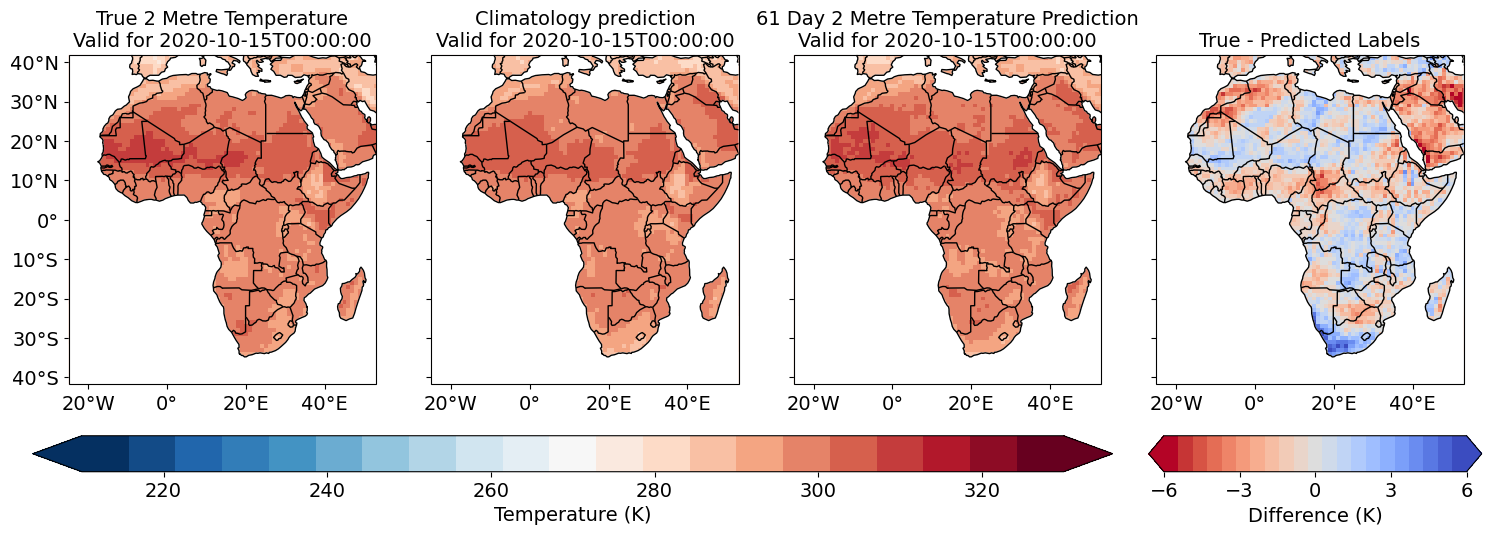 True 2 Metre Temperature
Valid for 2020-10-15T00:00:00
Climatology prediction
Valid for 2020-10-15T00:00:00
61 Day 2 Metre Temperature Prediction
Valid for 2020-10-15T00:00:00
True - Predicted Labels
40°N
30°N
20°N
10°N
0°
10°S
20°S
30°S
40°S
20°W 0° 20°E 40°E
20°W 0° 20°E 40°E
20°W 0° 20°E 40°E
20°W 0° 20°E 40°E
220 240 260 280 300 320
Temperature (K)
−6 −3 0 3 6
Difference (K)